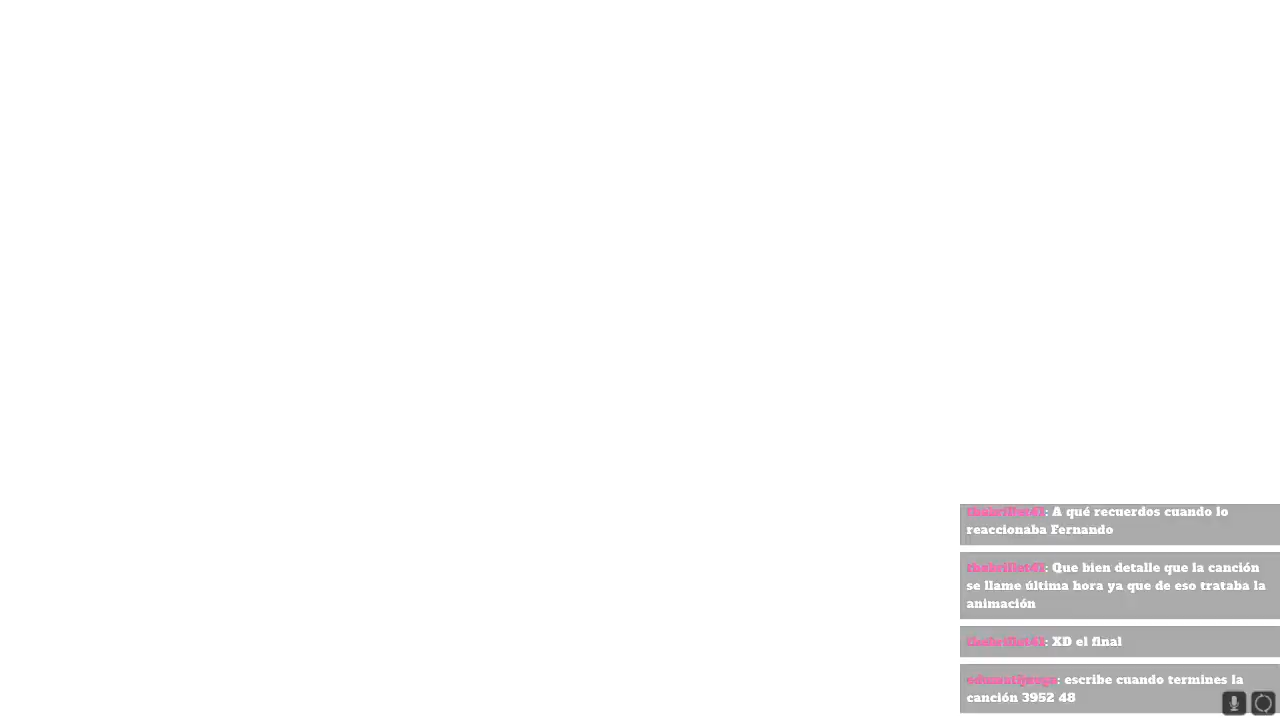 : A qué recuerdos cuando lo
reaccionaba Fernando
: Que bien detalle que la canción
se llame última hora ya que de eso trataba la
animación
: XD el final
: escribe cuando termines la
canción 3952 48